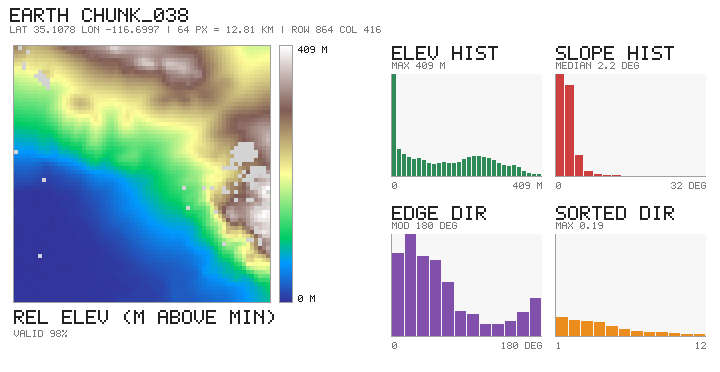 EARTH CHUNK_038
LAT 35.1078 LON -116.6997 | 64 PX = 12.81 KM | ROW 864 COL 416
409 M
0 M
REL ELEV (M ABOVE MIN)
VALID 98%
ELEV HIST
MAX 409 M
0 409 M
SLOPE HIST
MEDIAN 2.2 DEG
0 32 DEG
EDGE DIR
MOD 180 DEG
0 180 DEG
SORTED DIR
MAX 0.19
1 12